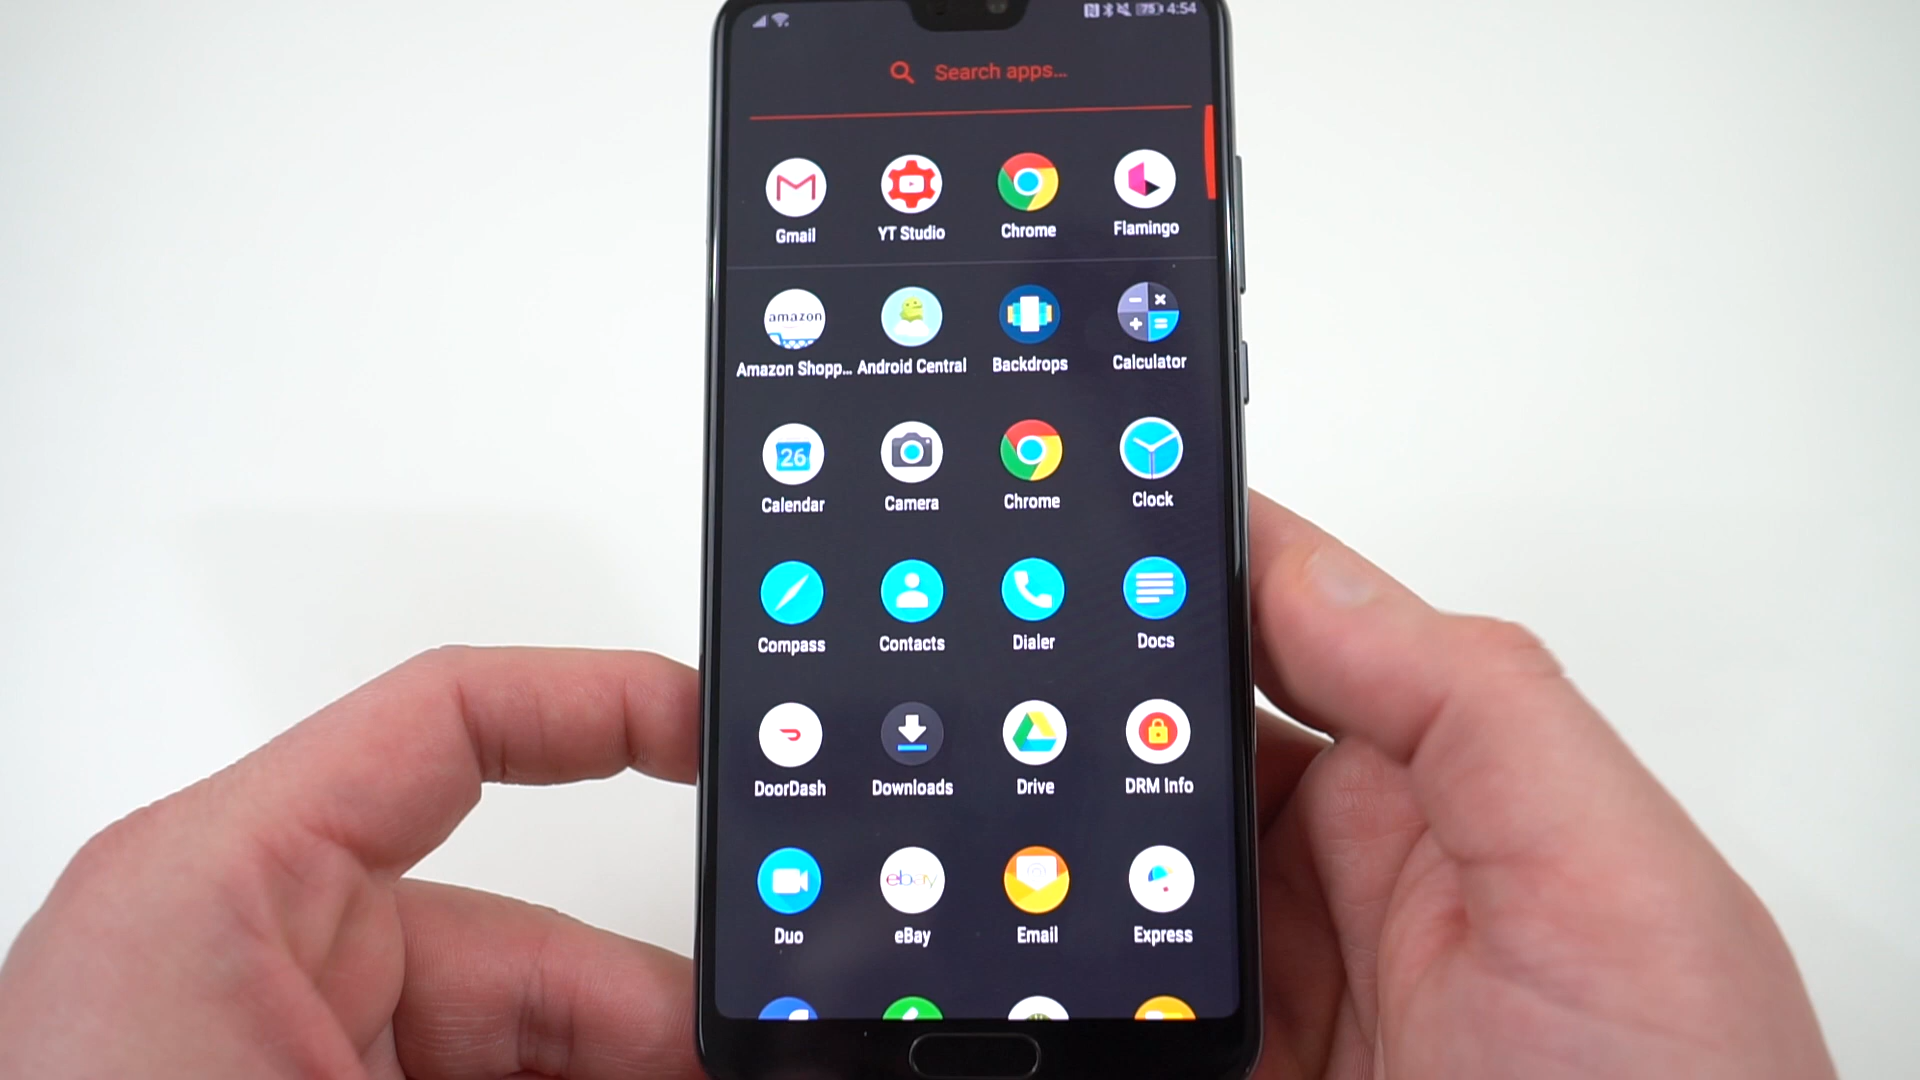 75 4:54
Search apps...
Gmail YT Studio Chrome Flamingo
amazon
Amazon Shopp... Android Central Backdrops Calculator
26
Calendar Camera Chrome Clock
Compass Contacts Dialer Docs
DoorDash Downloads Drive DRM Info
ebay
Duo eBay Email Express